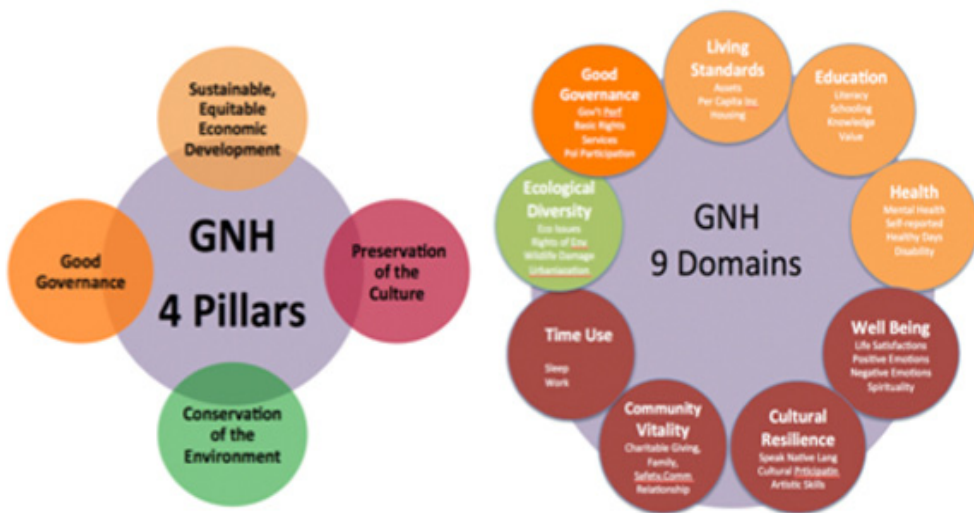 Sustainable,
Equitable
Economic
Development
Good
Governance
GNH
4 Pillars
Preservation
of the
Culture
Conservation
of the
Environment
GNH
9 Domains
Living
Standards
Assets
Per Capita Inc
Housing
Education
Literacy
Schooling
Knowledge
Value
Health
Mental Health
Self-reported
Healthy Days
Disability
Well Being
Life Satisfactions
Positive Emotions
Negative Emotions
Spirituality
Cultural
Resilience
Speak Native Lang
Cultural Prticipatin
Artistic Skills
Community
Vitality
Charitable Giving,
Family,
Safety.Comm
Relationship
Time Use
Sleep
Work
Ecological
Diversity
Eco Issues
Rights of Env
Wildlife Damage
Urbanization
Good
Governance
Gov't Perf
Basic Rights
Services
Pol Participation